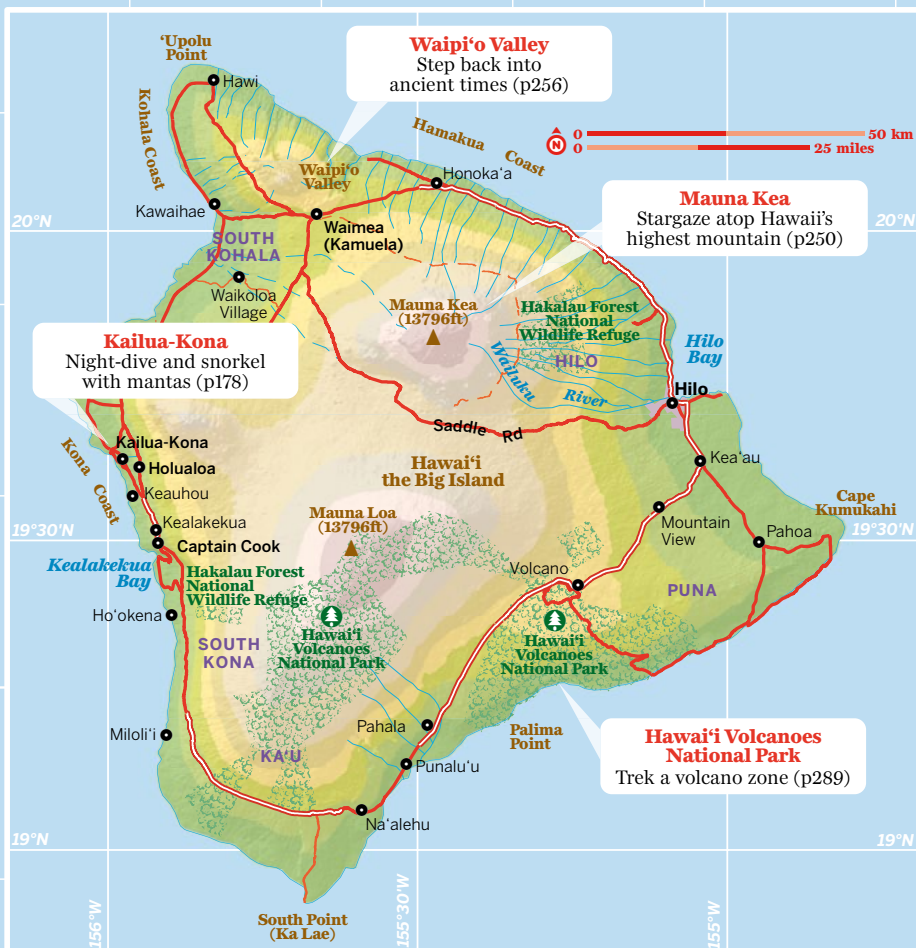 ‘Upolu
Point
Hawi
Waipi‘o Valley
Step back into
ancient times (p256)
Kohala Coast
Hamakua Coast
0 50 km
N
0 25 miles
Waipi‘o
Valley
Honoka‘a
Kawaihae
Waimea
(Kamuela)
Mauna Kea
Stargaze atop Hawaii’s
highest mountain (p250)
20°N
20°N
SOUTH
KOHALA
Waikoloa
Village
Mauna Kea
(13796ft)
Hakalau Forest
National
Wildlife Refuge
HILO
Hilo
Bay
Kailua-Kona
Night-dive and snorkel
with mantas (p178)
Wailuku River
Hilo
Saddle Rd
Kailua-Kona
Holualoa
Keauhou
Kona Coast
Hawai‘i
the Big Island
Kea‘au
Kealakekua
Mauna Loa
(13796ft)
Mountain
View
Cape
Kumukahi
19°30'N
19°30'N
Captain Cook
Pahoa
Kealakekua
Bay
Hakalau Forest
National
Wildlife Refuge
Volcano
PUNA
Ho‘okena
Hawai‘i
Volcanoes
National Park
Hawai‘i
Volcanoes
National Park
SOUTH
KONA
Pahala
Palima
Point
Miloli‘i
KA‘U
Punalu‘u
Hawai‘i Volcanoes
National Park
Trek a volcano zone (p289)
Na‘alehu
19°N
19°N
South Point
(Ka Lae)
156°W
155°30'W
155°W